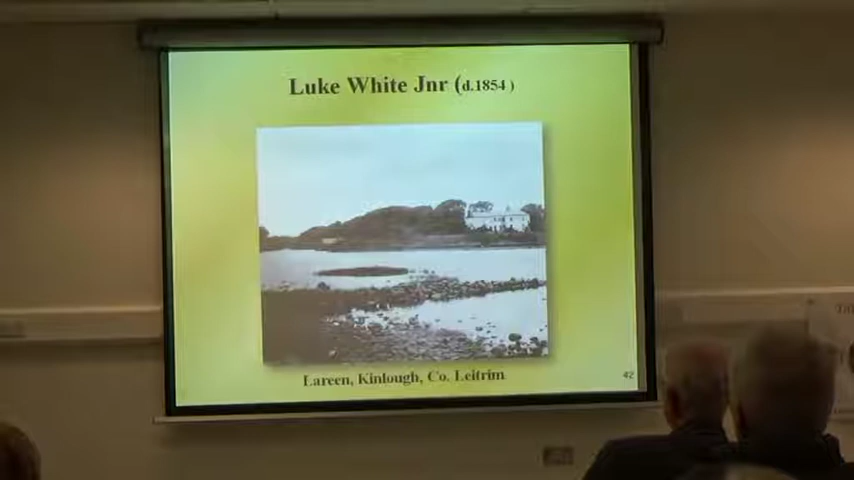 Luke White Jnr (d.1854 )
Lareen, Kinlough, Co. Leitrim
42